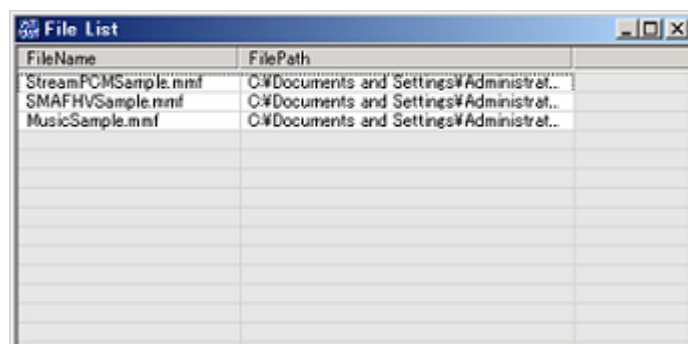 File List
FileName FilePath
StreamPCMSample.mmf C:¥Documents and Settings¥Administrat...
SMAFHVSample.mmf C:¥Documents and Settings¥Administrat...
MusicSample.mmf C:¥Documents and Settings¥Administrat...